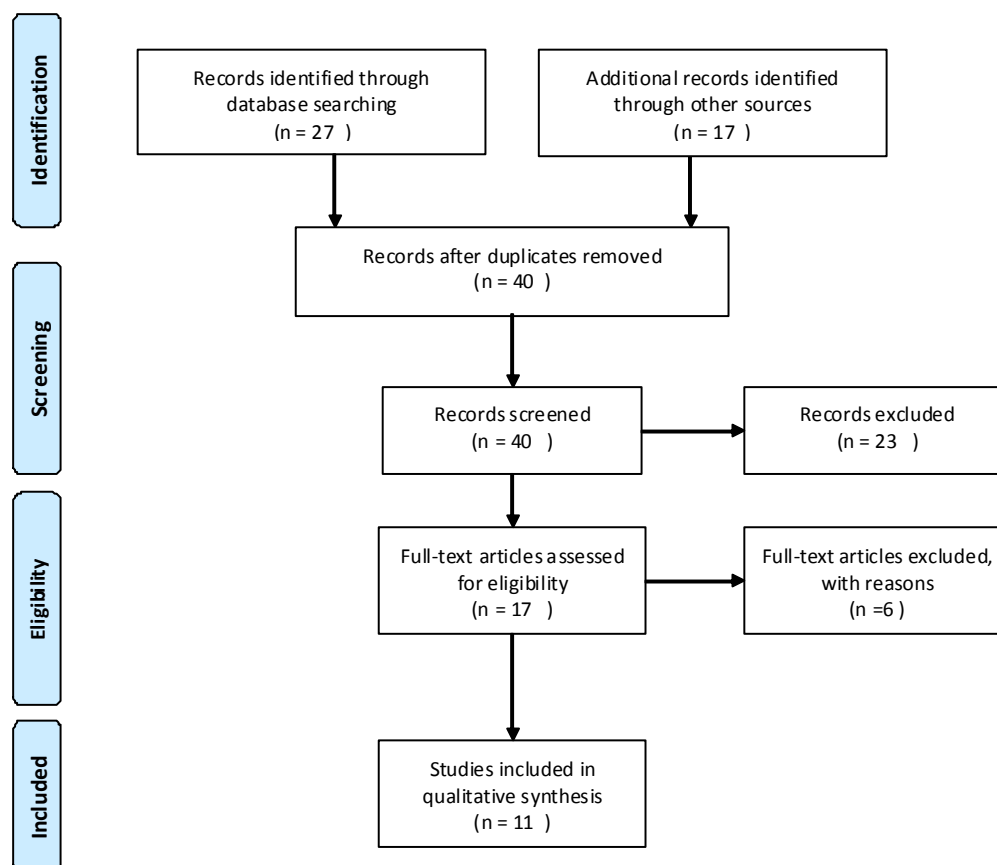 Identification
Records identified through
database searching
(n = 27 )
Additional records identified
through other sources
(n = 17 )
Records after duplicates removed
(n = 40 )
Screening
Records screened
(n = 40 )
Records excluded
(n = 23 )
Eligibility
Full-text articles assessed
for eligibility
(n = 17 )
Full-text articles excluded,
with reasons
(n =6 )
Included
Studies included in
qualitative synthesis
(n = 11 )